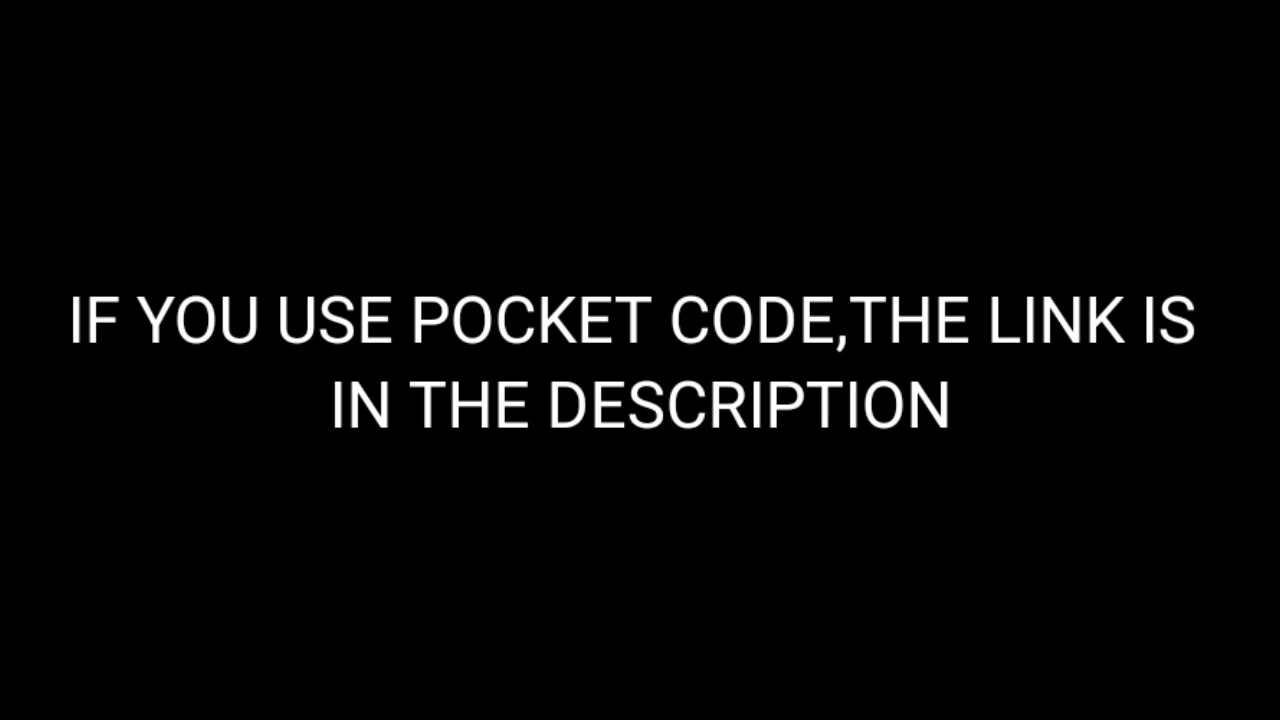 IF YOU USE POCKET CODE,THE LINK IS
IN THE DESCRIPTION